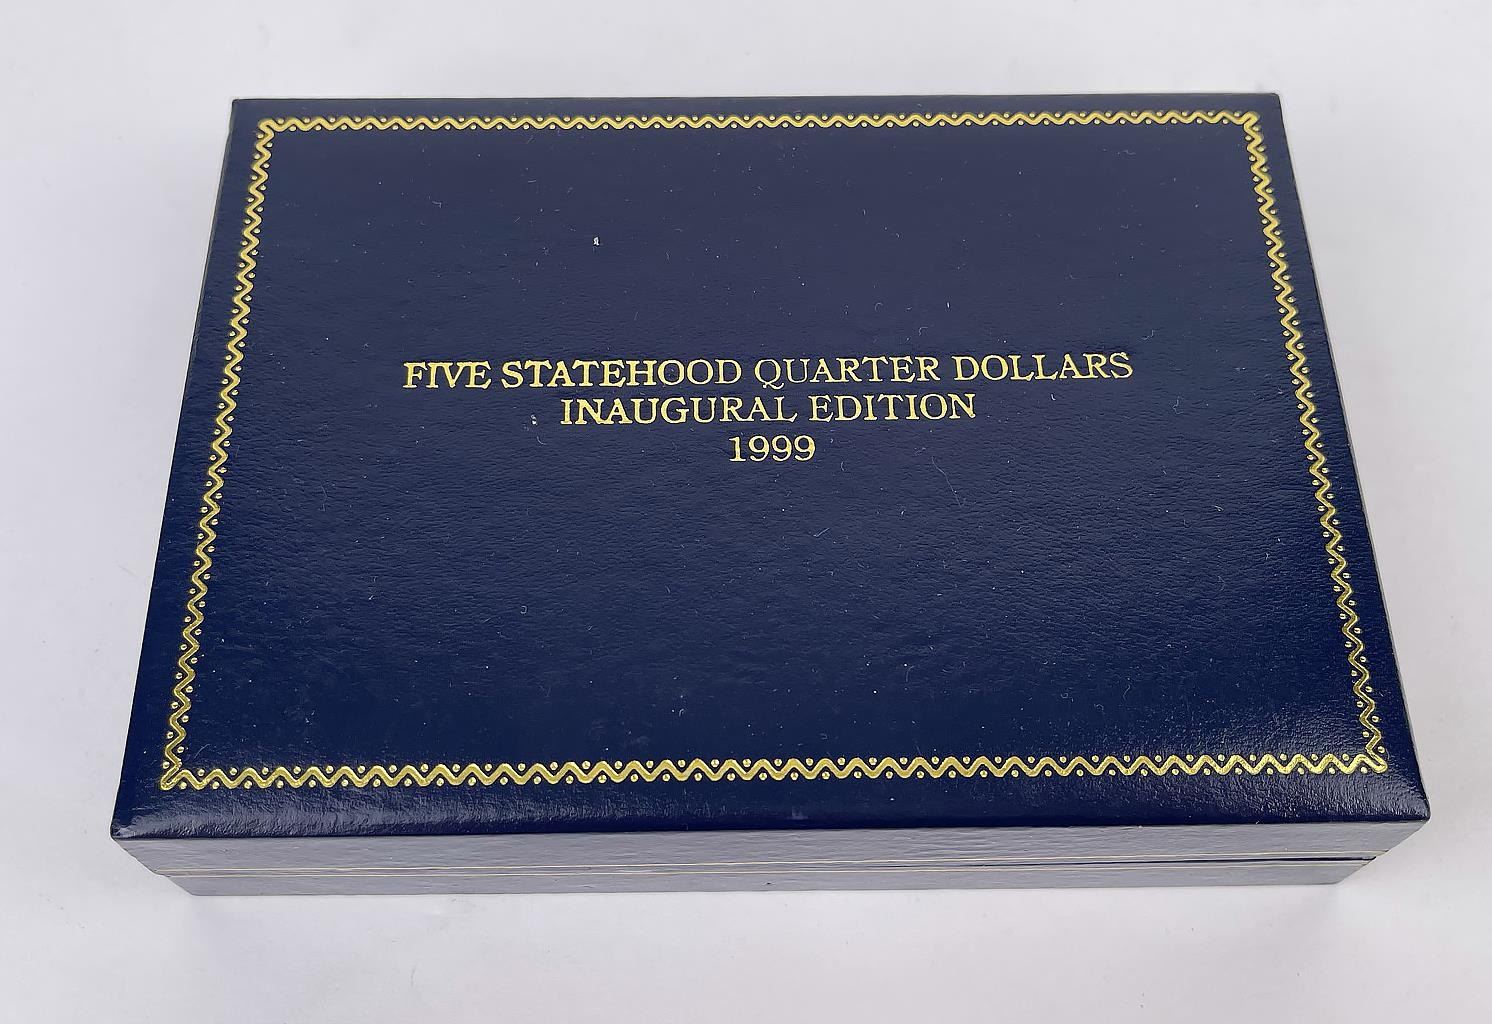 FIVE STATEHOOD QUARTER DOLLARS
INAUGURAL EDITION
1999